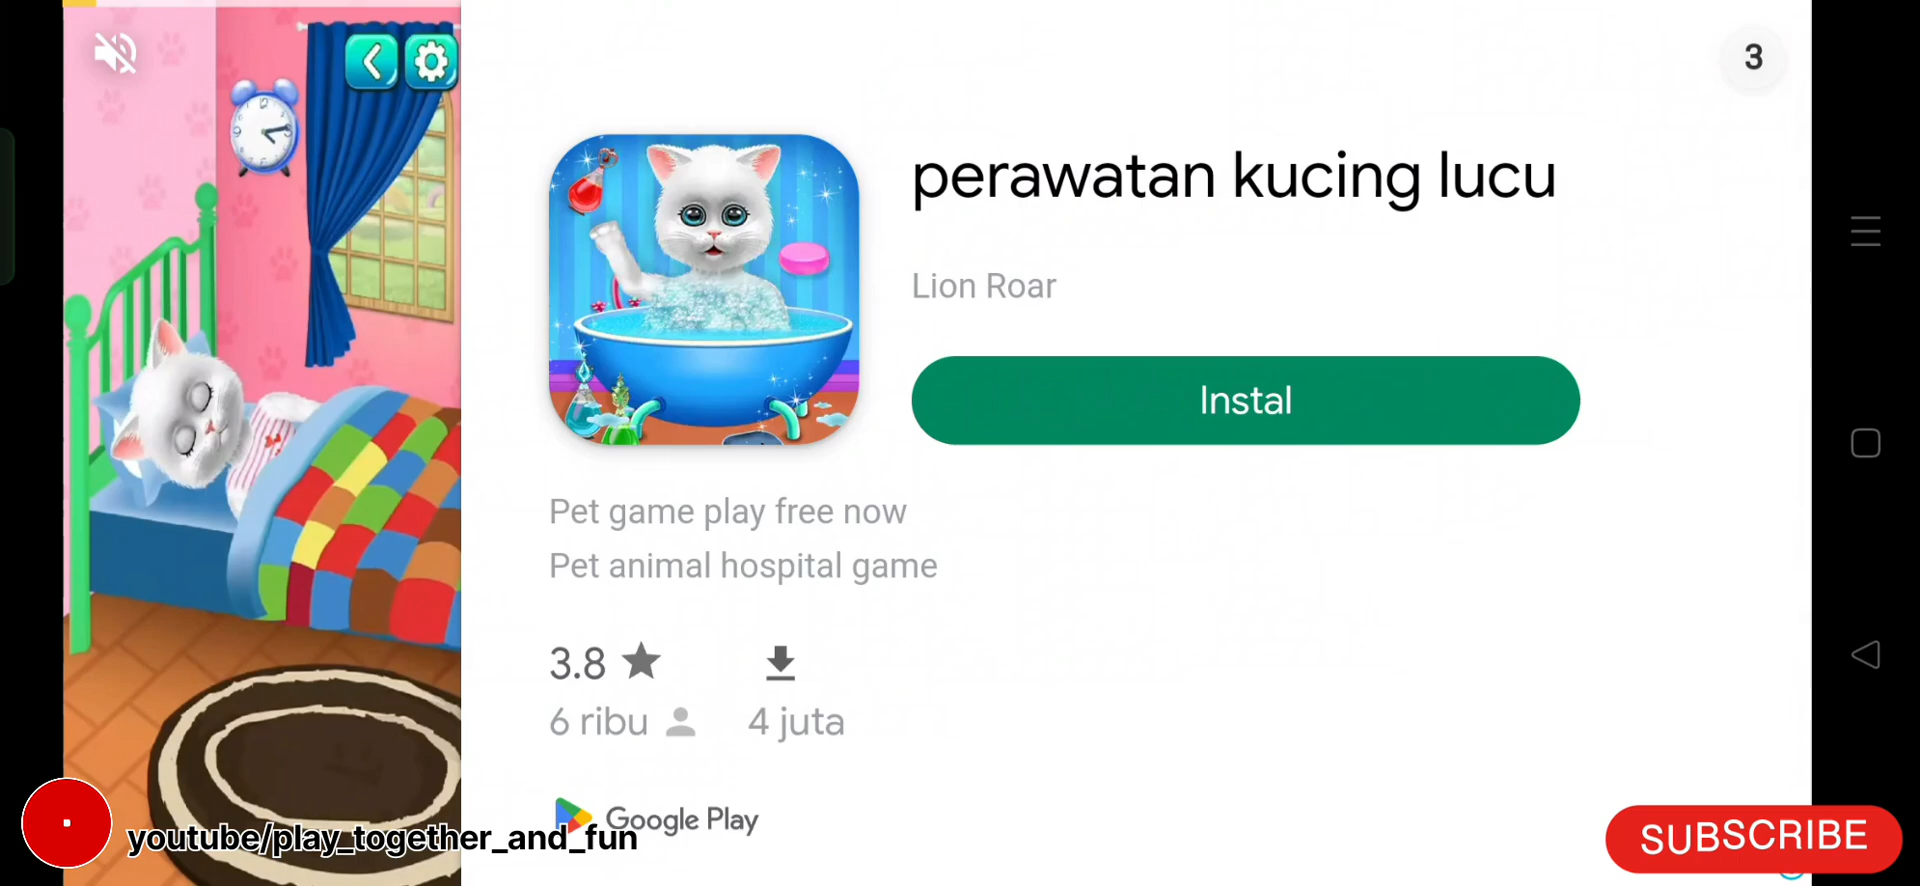 3
perawatan kucing lucu
Lion Roar
Instal
Pet game play free now
Pet animal hospital game
3.8
6 ribu
4 juta
Google Play
youtube/play_together_and_fun
SUBSCRIBE